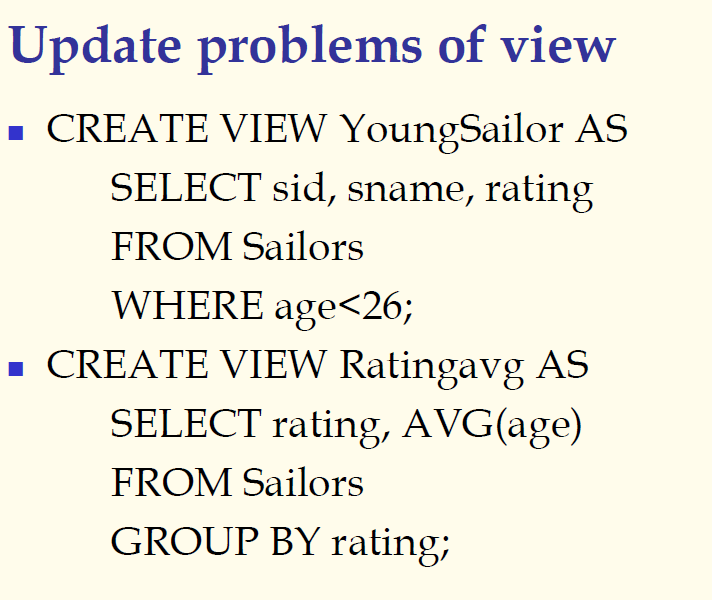 Update problems of view
CREATE VIEW YoungSailor AS
SELECT sid, sname, rating
FROM Sailors
WHERE age<26;
CREATE VIEW Ratingavg AS
SELECT rating, AVG(age)
FROM Sailors
GROUP BY rating;